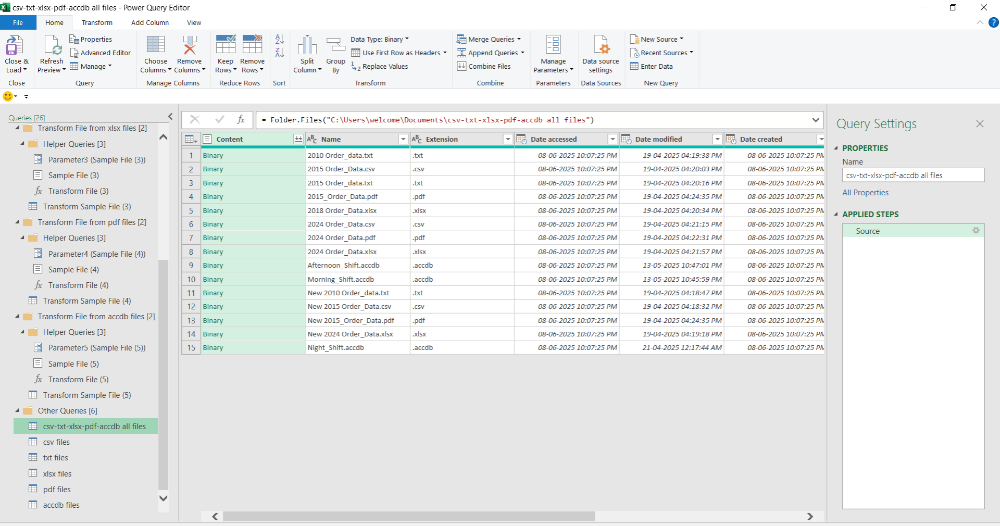 csv-txt-xlsx-pdf-accdb all files - Power Query Editor
File Home Transform Add Column View
Close & Load
Close
Refresh Preview
Properties
Advanced Editor
Manage
Query
Choose Columns
Remove Columns
Manage Columns
Keep Rows
Remove Rows
Reduce Rows
Sort
Split Column
Group By
Data Type: Binary
Use First Row as Headers
Replace Values
Transform
Merge Queries
Append Queries
Combine Files
Combine
Manage Parameters
Parameters
Data source settings
Data Sources
New Source
Recent Sources
Enter Data
New Query
Queries [26]
Transform File from xlsx files [2]
Helper Queries [3]
Parameter3 (Sample File (3))
Sample File (3)
fx Transform File (3)
Transform Sample File (3)
Transform File from pdf files [2]
Helper Queries [3]
Parameter4 (Sample File (4))
Sample File (4)
fx Transform File (4)
Transform Sample File (4)
Transform File from accdb files [2]
Helper Queries [3]
Parameter5 (Sample File (5))
Sample File (5)
fx Transform File (5)
Transform Sample File (5)
Other Queries [6]
csv-txt-xlsx-pdf-accdb all files
csv files
txt files
xlsx files
pdf files
accdb files
fx = Folder.Files("C:\Users\welcome\Documents\csv-txt-xlsx-pdf-accdb all files")
Content ABC Name ABC Extension Date accessed Date modified Date created
1 Binary 2010 Order_data.txt .txt 08-06-2025 10:07:25 PM 19-04-2025 04:19:38 PM 08-06-2025 10:07:25 PM
2 Binary 2015 Order_Data.csv .csv 08-06-2025 10:07:25 PM 19-04-2025 04:20:03 PM 08-06-2025 10:07:25 PM
3 Binary 2015 Order_data.txt .txt 08-06-2025 10:07:25 PM 19-04-2025 04:20:16 PM 08-06-2025 10:07:25 PM
4 Binary 2015_Order_Data.pdf .pdf 08-06-2025 10:07:25 PM 19-04-2025 04:24:35 PM 08-06-2025 10:07:25 PM
5 Binary 2018 Order_Data.xlsx .xlsx 08-06-2025 10:07:25 PM 19-04-2025 04:20:34 PM 08-06-2025 10:07:25 PM
6 Binary 2024 Order_Data.csv .csv 08-06-2025 10:07:25 PM 19-04-2025 04:21:15 PM 08-06-2025 10:07:25 PM
7 Binary 2024 Order_Data.pdf .pdf 08-06-2025 10:07:25 PM 19-04-2025 04:22:31 PM 08-06-2025 10:07:25 PM
8 Binary 2024 Order_Data.xlsx .xlsx 08-06-2025 10:07:25 PM 19-04-2025 04:21:57 PM 08-06-2025 10:07:25 PM
9 Binary Afternoon_Shift.accdb .accdb 08-06-2025 10:07:25 PM 13-05-2025 10:47:01 PM 08-06-2025 10:07:25 PM
10 Binary Morning_Shift.accdb .accdb 08-06-2025 10:07:25 PM 13-05-2025 10:45:59 PM 08-06-2025 10:07:25 PM
11 Binary New 2010 Order_data.txt .txt 08-06-2025 10:07:25 PM 19-04-2025 04:18:47 PM 08-06-2025 10:07:25 PM
12 Binary New 2015 Order_Data.csv .csv 08-06-2025 10:07:25 PM 19-04-2025 04:18:32 PM 08-06-2025 10:07:25 PM
13 Binary New 2015_Order_Data.pdf .pdf 08-06-2025 10:07:25 PM 19-04-2025 04:24:35 PM 08-06-2025 10:07:25 PM
14 Binary New 2024 Order_Data.xlsx .xlsx 08-06-2025 10:07:25 PM 19-04-2025 04:19:18 PM 08-06-2025 10:07:25 PM
15 Binary Night_Shift.accdb .accdb 08-06-2025 10:07:25 PM 21-04-2025 12:17:44 AM 08-06-2025 10:07:25 PM
Query Settings
PROPERTIES
Name
csv-txt-xlsx-pdf-accdb all files
All Properties
APPLIED STEPS
Source